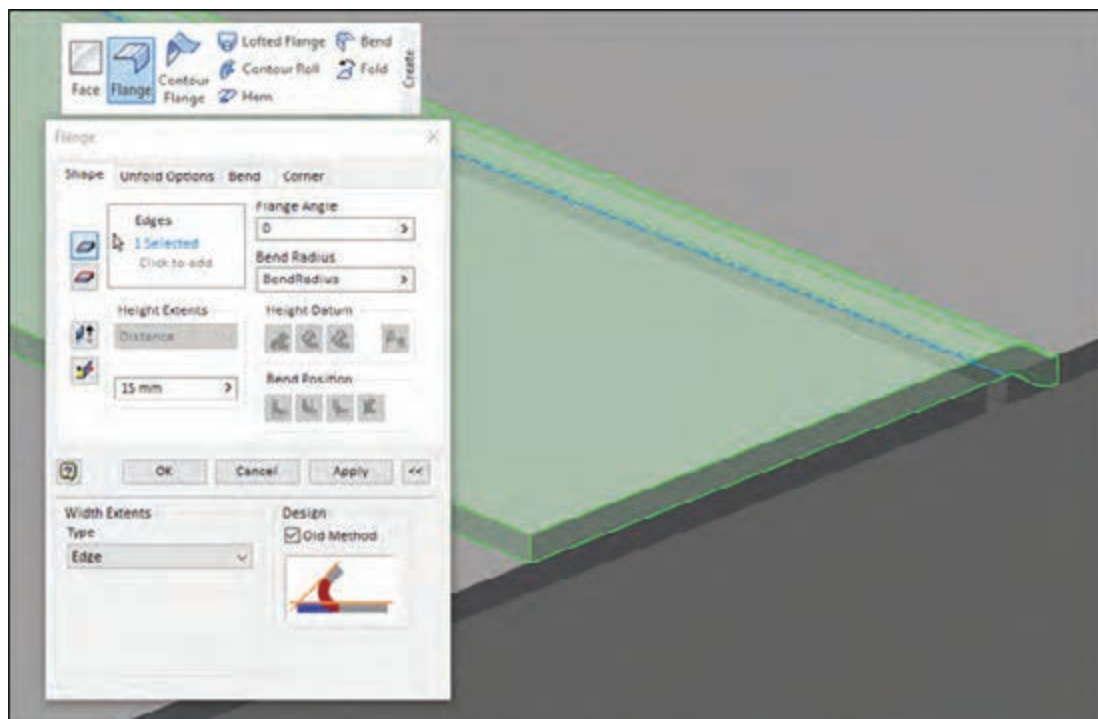 Lofted Flange Bend
Contour Roll Fold
Face Flange Contour Flange Hem
Create
Flange
Shape Unfold Options Bend Corner
Edges
1 Selected
Click to add
Flange Angle
0
Bend Radius
BendRadius
Height Extents
Distance
15 mm
Height Datum
Bend Position
OK Cancel Apply <<
Width Extents
Type
Edge
Design
Old Method